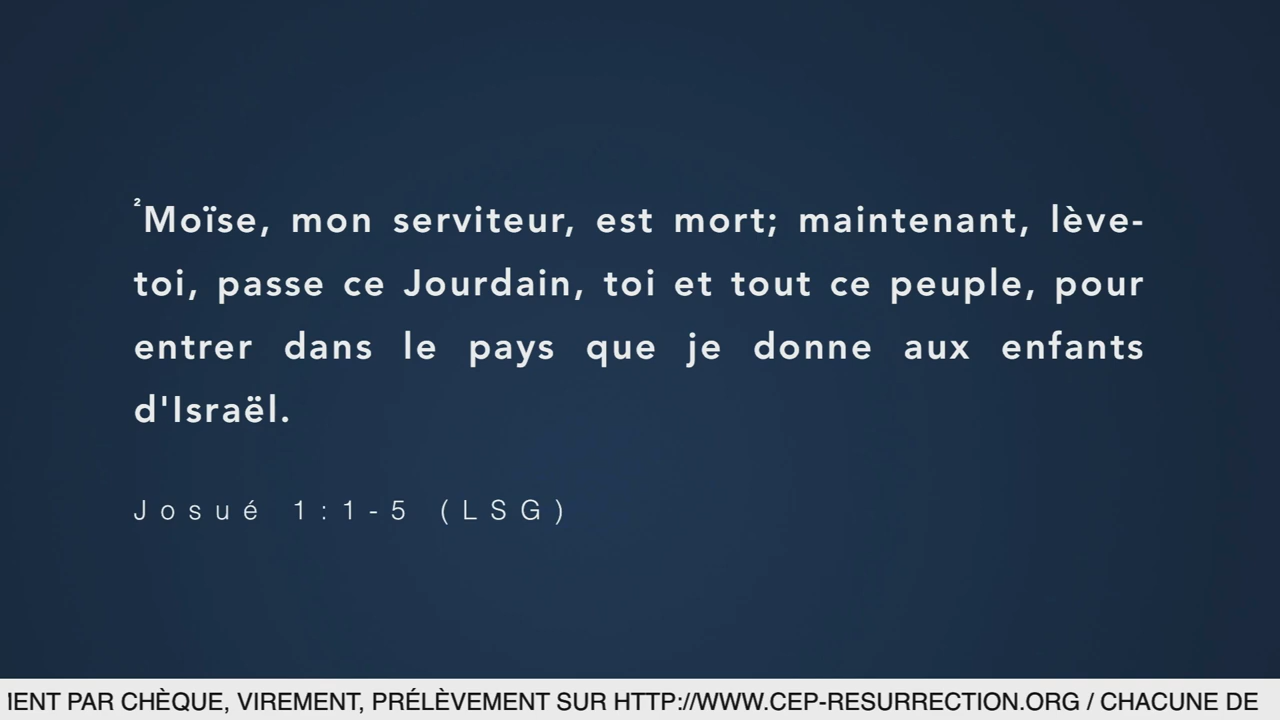 ²Moïse, mon serviteur, est mort; maintenant, lève-
toi, passe ce Jourdain, toi et tout ce peuple, pour
entrer dans le pays que je donne aux enfants
d'Israël.
Josué 1:1-5 (LSG)
IENT PAR CHÈQUE, VIREMENT, PRÉLÈVEMENT SUR HTTP://WWW.CEP-RESURRECTION.ORG / CHACUNE DE